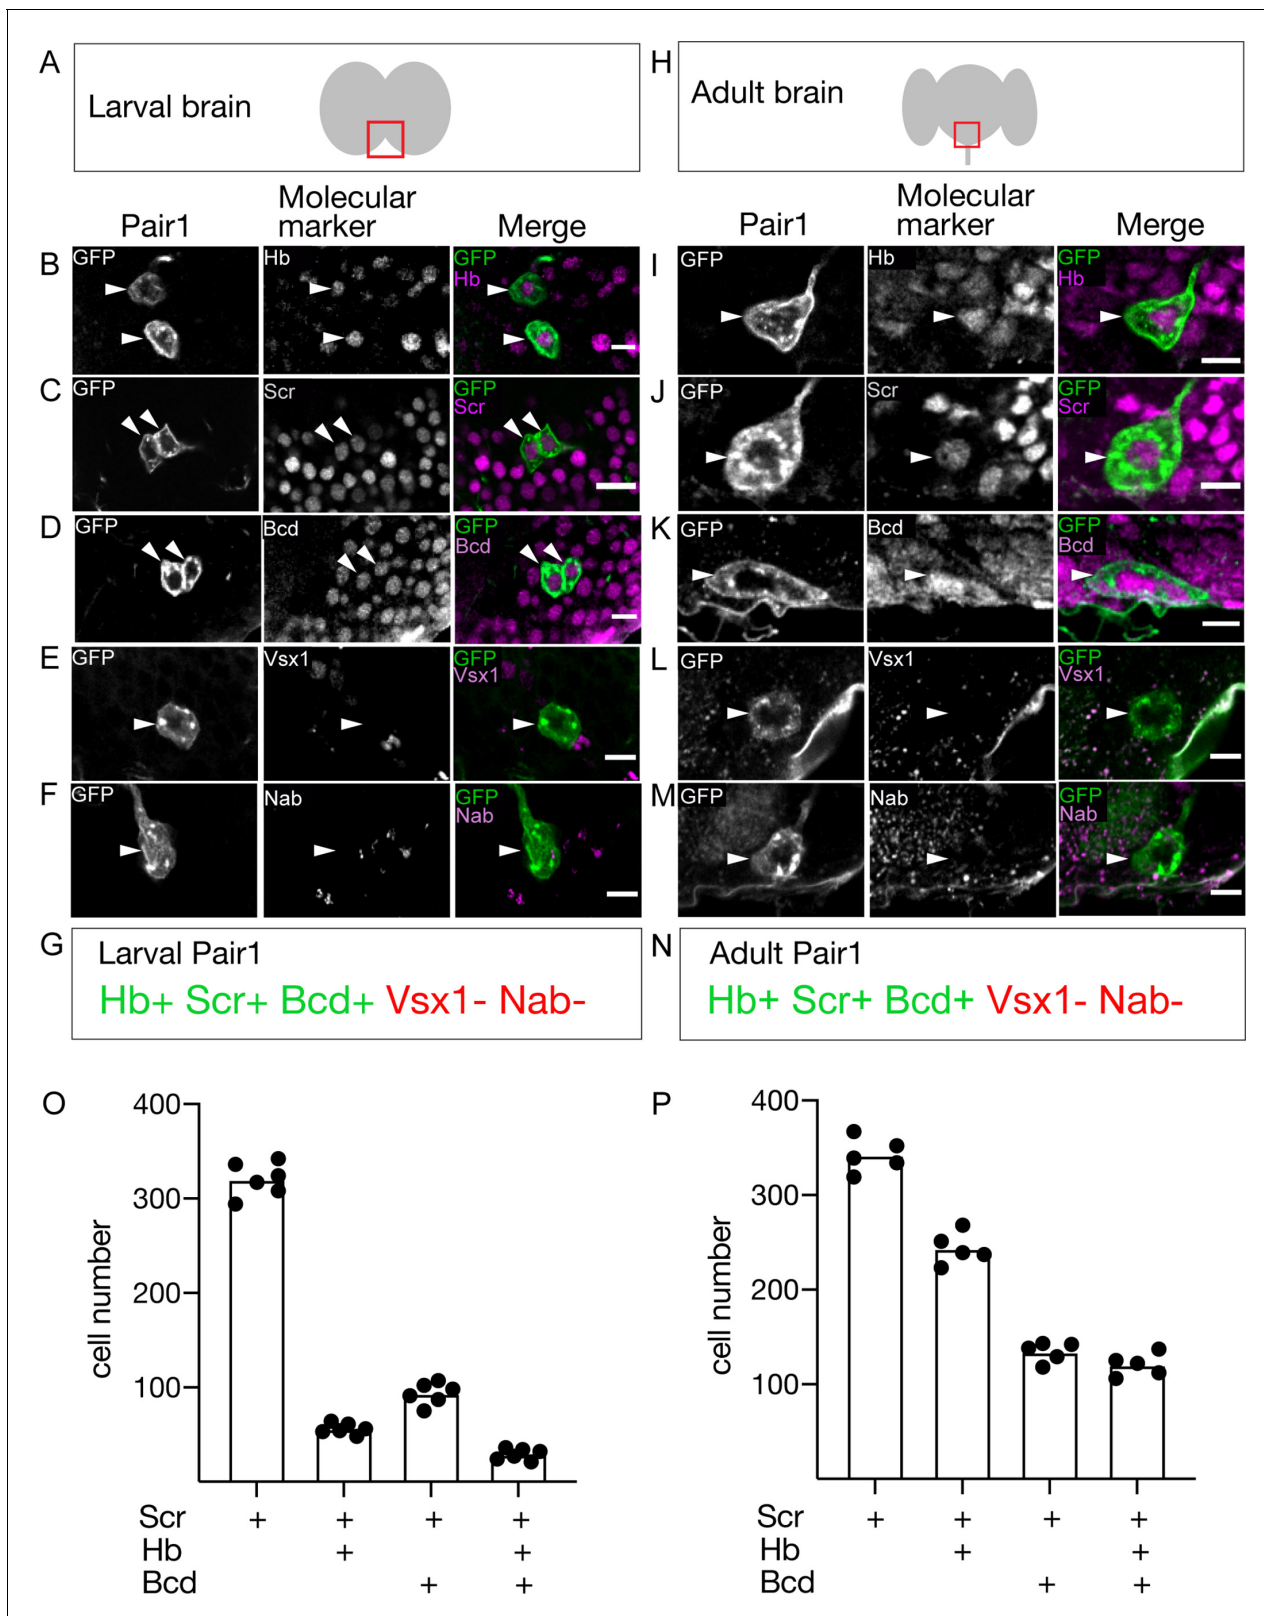 A
Larval brain
Pair1
Molecular
marker
Merge
B
GFP
Hb
GFP
Hb
C
GFP
Scr
GFP
Scr
D
GFP
Bcd
GFP
Bcd
E
GFP
Vsx1
GFP
Vsx1
F
GFP
Nab
GFP
Nab
G
Larval Pair1
Hb+ Scr+ Bcd+ Vsx1- Nab-
H
Adult brain
Pair1
Molecular
marker
Merge
I
GFP
Hb
GFP
Hb
J
GFP
Scr
GFP
Scr
K
GFP
Bcd
GFP
Bcd
L
GFP
Vsx1
GFP
Vsx1
M
GFP
Nab
GFP
Nab
N
Adult Pair1
Hb+ Scr+ Bcd+ Vsx1- Nab-
O
cell number
400
300
200
100
Scr + + + +
Hb + +
Bcd + +
P
cell number
400
300
200
100
Scr + + + +
Hb + +
Bcd + +